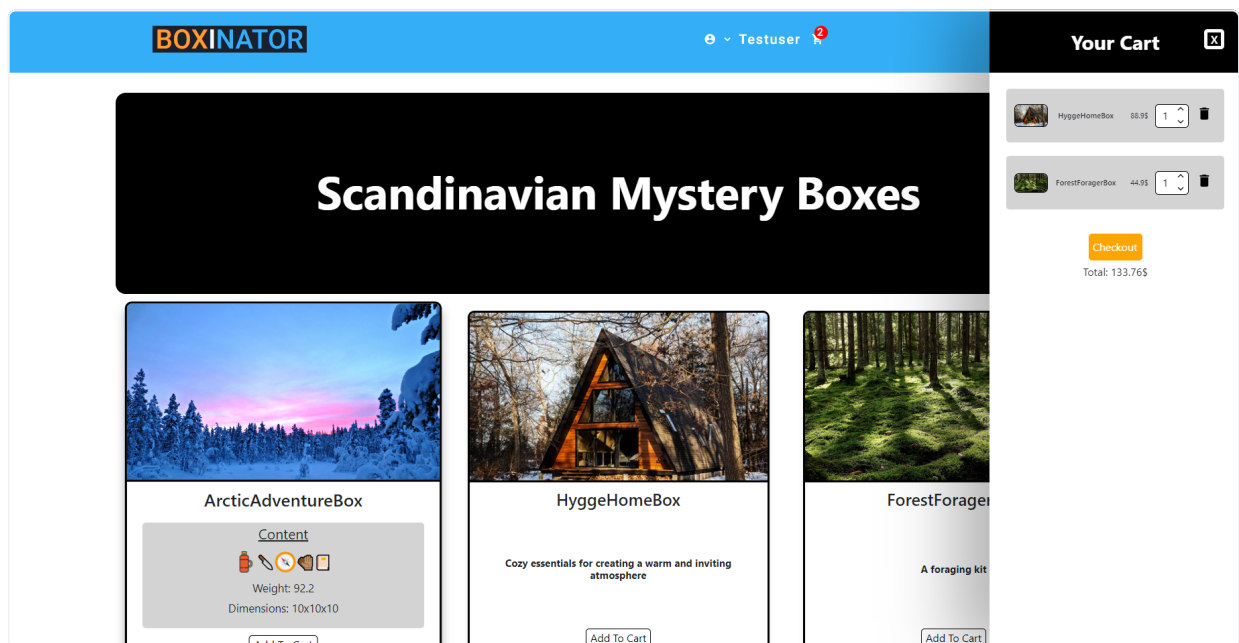 BOXINATOR
Testuser
2
Your Cart
X
HyggeHomeBox 88.9$ 1
ForestForagerBox 44.9$ 1
Checkout
Total: 133.76$
Scandinavian Mystery Boxes
ArcticAdventureBox
Content
Weight: 92.2
Dimensions: 10x10x10
Add To Cart
HyggeHomeBox
Cozy essentials for creating a warm and inviting
atmosphere
Add To Cart
ForestForager
A foraging kit
Add To Cart